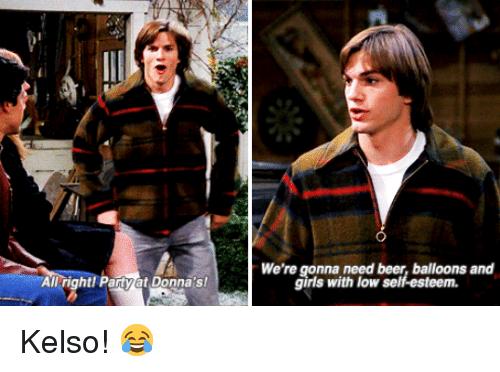 All right! Party at Donna's!
We're gonna need beer, balloons and
girls with low self-esteem.
Kelso! 😂